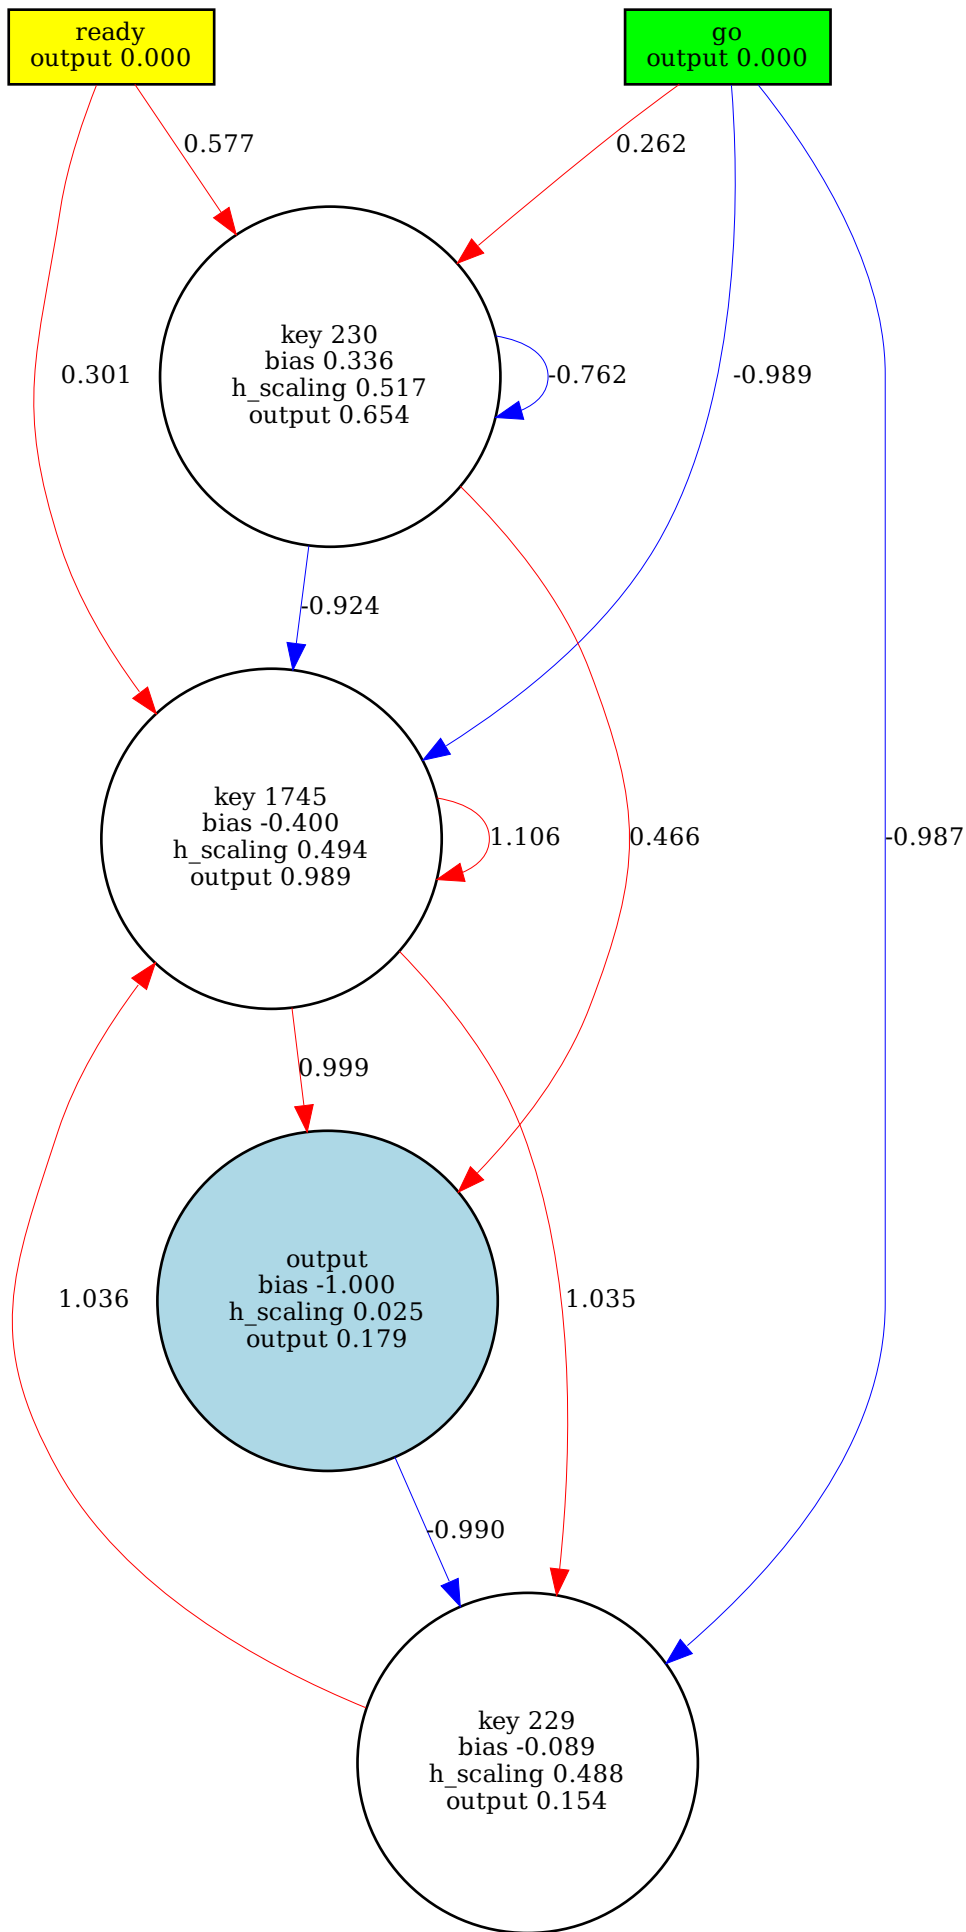 ready
output 0.000
go
output 0.000
0.577
0.262
key 230
bias 0.336
h_scaling 0.517
output 0.654
0.301
-0.762
-0.989
-0.924
key 1745
bias -0.400
h_scaling 0.494
output 0.989
1.106
0.466
-0.987
0.999
output
bias -1.000
h_scaling 0.025
output 0.179
1.036
1.035
-0.990
key 229
bias -0.089
h_scaling 0.488
output 0.154